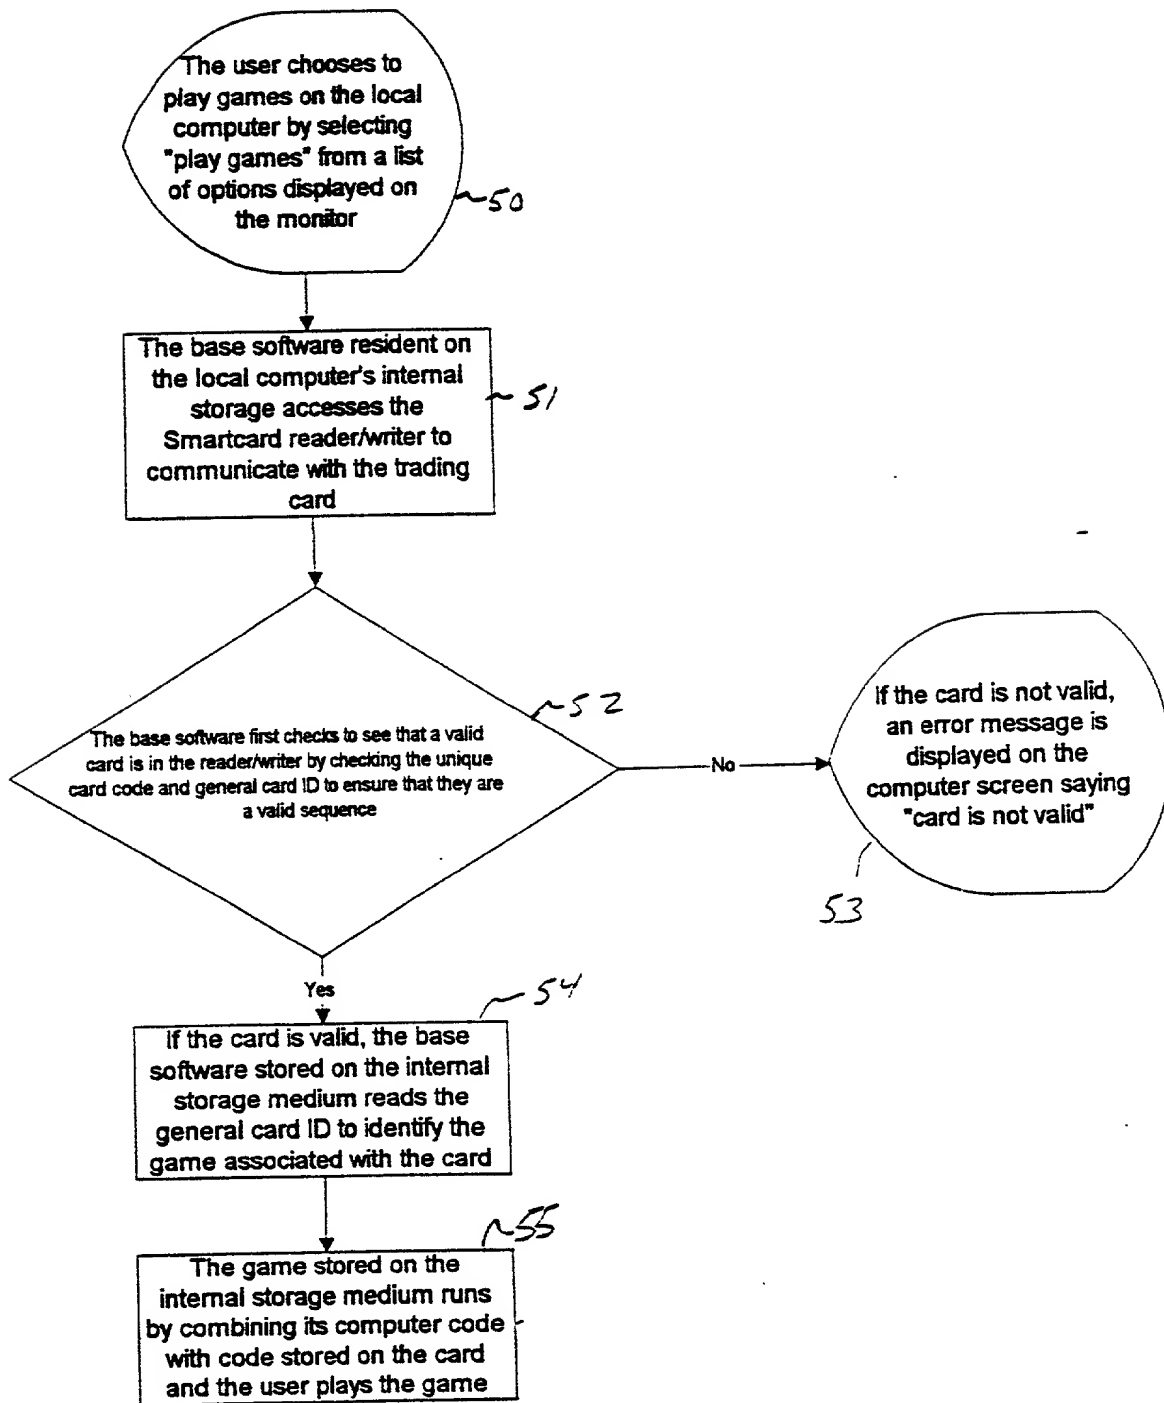 The user chooses to
play games on the local
computer by selecting
"play games" from a list
of options displayed on
the monitor
~50
The base software resident on
the local computer's internal
storage accesses the
Smartcard reader/writer to
communicate with the trading
card
~51
The base software first checks to see that a valid
card is in the reader/writer by checking the unique
card code and general card ID to ensure that they are
a valid sequence
~52
No
If the card is not valid,
an error message is
displayed on the
computer screen saying
"card is not valid"
53
Yes
~54
If the card is valid, the base
software stored on the internal
storage medium reads the
general card ID to identify the
game associated with the card
~55
The game stored on the
internal storage medium runs
by combining its computer code
with code stored on the card
and the user plays the game